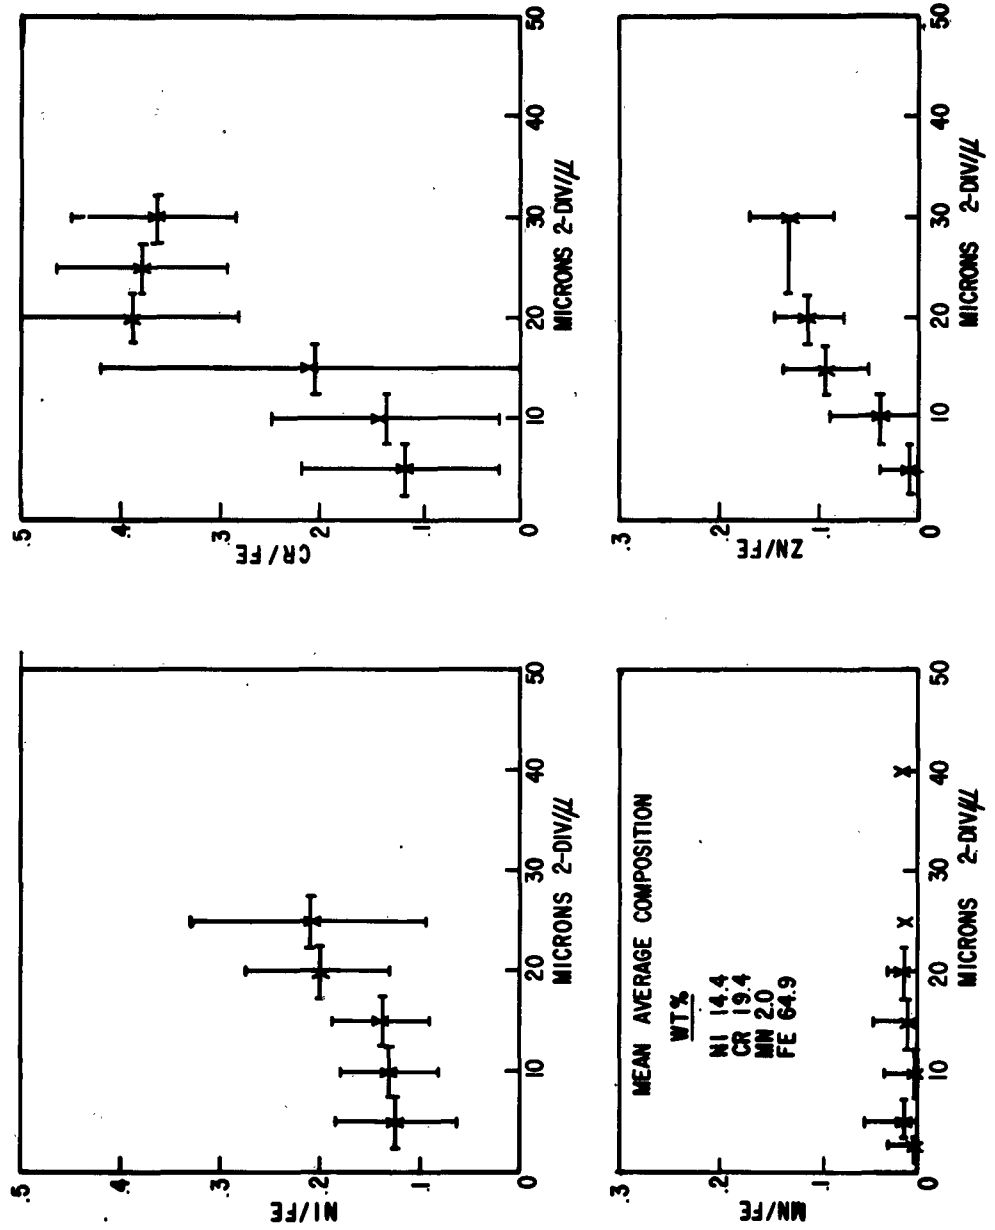 .5
.4
.3
.2
.1
0
NI/FE
10
20
30
40
50
MICRONS 2-DIV/μ
.5
.4
.3
.2
.1
0
CR/FE
10
20
30
40
50
MICRONS 2-DIV/μ
.3
.2
.1
0
MN/FE
MEAN AVERAGE COMPOSITION
WT%
NI 14.4
CR 19.4
MN 2.0
FE 64.9
10
20
30
40
50
MICRONS 2-DIV/μ
.3
.2
.1
0
ZN/FE
10
20
30
40
50
MICRONS 2-DIV/μ